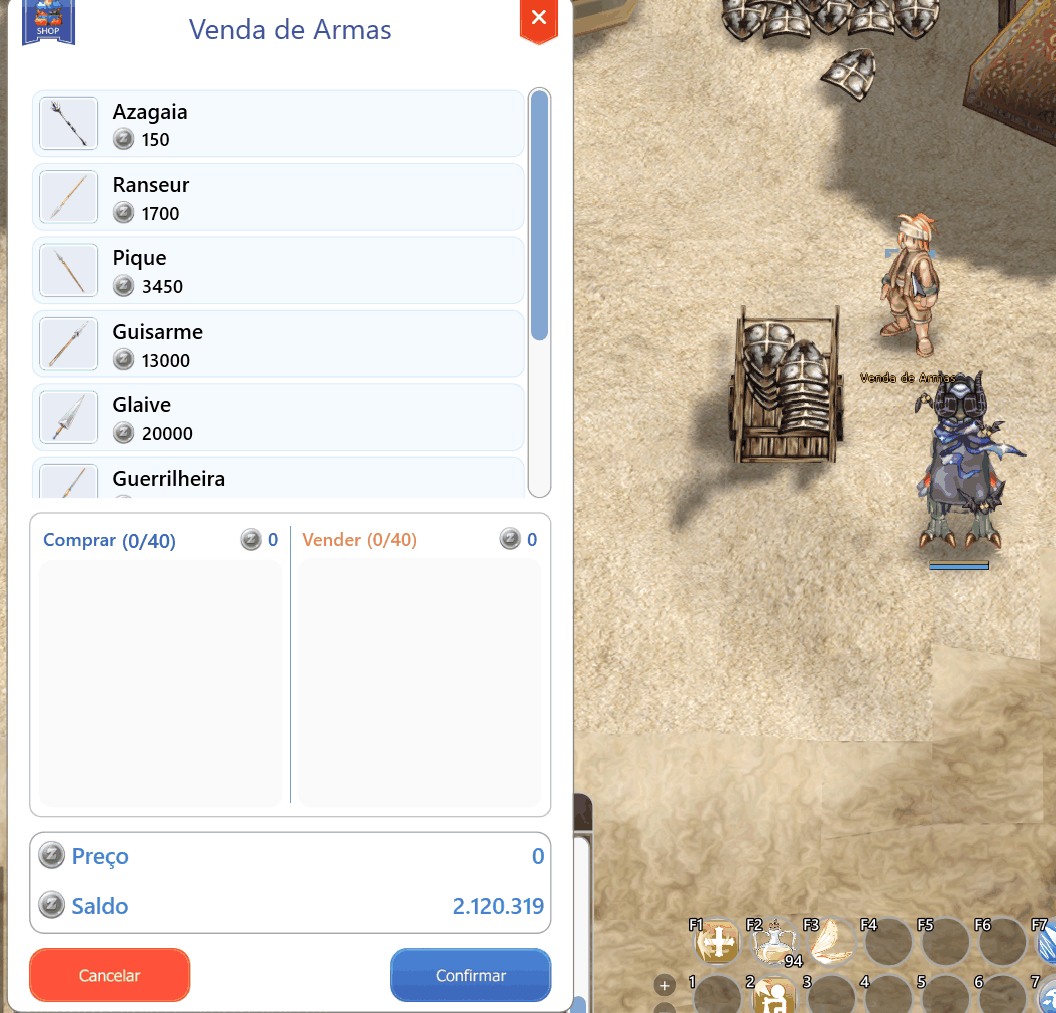 SHOP
Venda de Armas
Azagaia
150
Ranseur
1700
Pique
3450
Guisarme
13000
Glaive
20000
Guerrilheira
Comprar (0/40) 0
Vender (0/40) 0
Preço 0
Saldo 2.120.319
Cancelar
Confirmar
Venda de Armas
F1 F2 F3 F4 F5 F6 F7
94
1 2 3 4 5 6 7